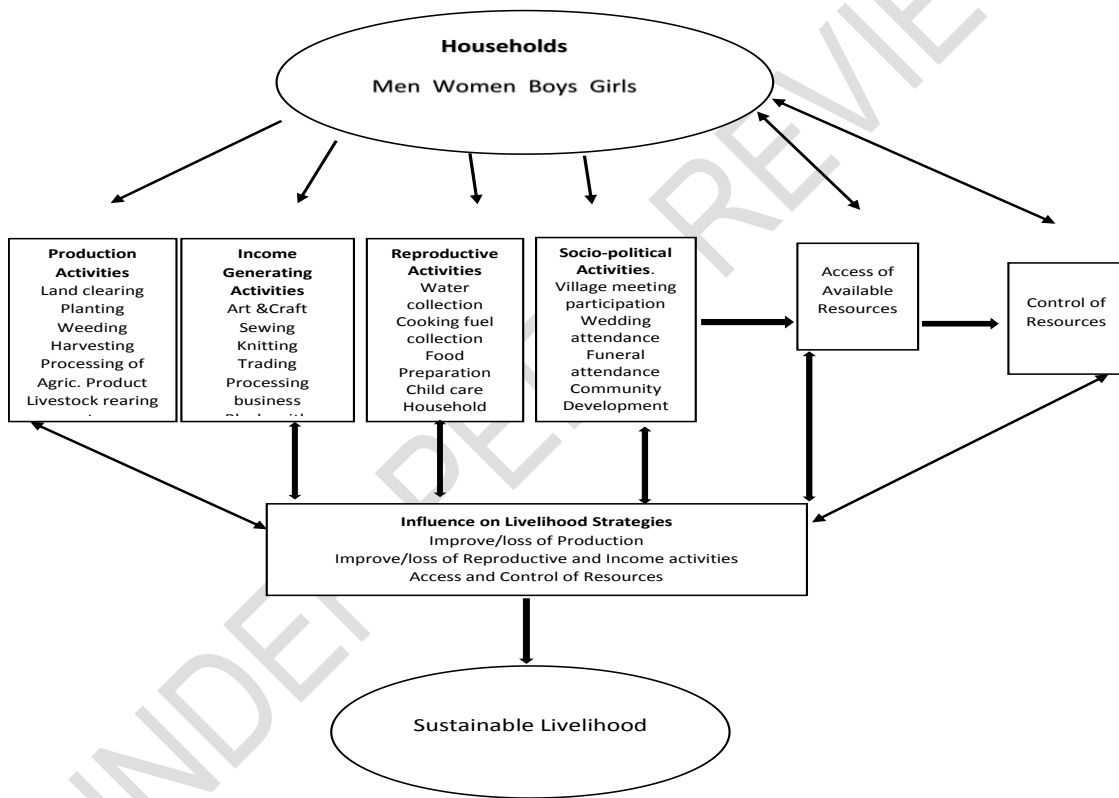 Households
Men Women Boys Girls
Production
Activities
Land clearing
Planting
Weeding
Harvesting
Processing of
Agric. Product
Livestock rearing
Income
Generating
Activities
Art &Craft
Sewing
Knitting
Trading
Processing
business
Reproductive
Activities
Water
collection
Cooking fuel
collection
Food
Preparation
Child care
Household
Socio-political
Activities.
Village meeting
participation
Wedding
attendance
Funeral
attendance
Community
Development
Access of
Available
Resources
Control of
Resources
Influence on Livelihood Strategies
Improve/loss of Production
Improve/loss of Reproductive and Income activities
Access and Control of Resources
Sustainable Livelihood